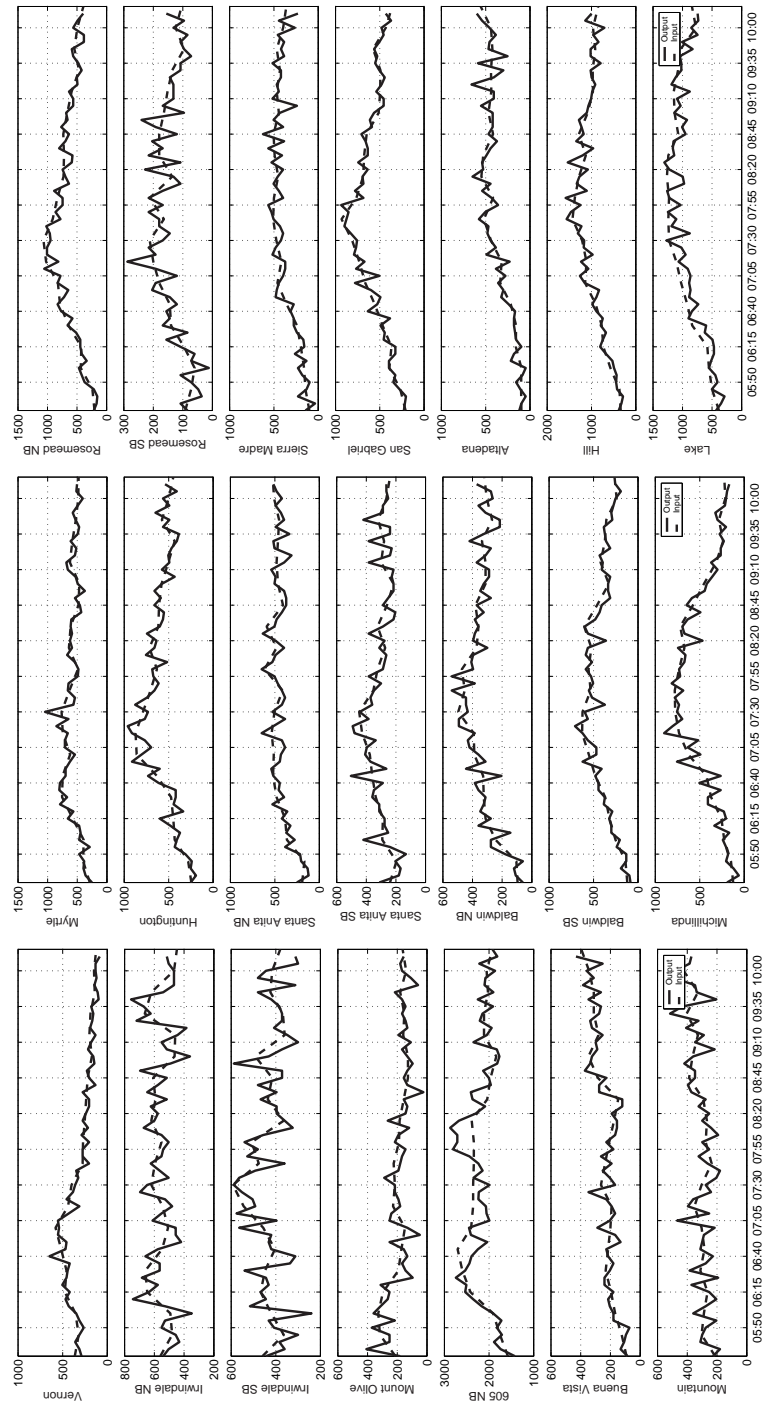 Vernon
1000
500
0
Irwindale NB
800
600
400
200
Irwindale SB
600
400
200
Mount Olive
400
200
0
605 NB
3000
2000
1000
Buena Vista
400
200
0
Mountain
400
200
0
Output
Input
05:50 06:15 06:40 07:05 07:30 07:55 08:20 08:45 09:10 09:35 10:00
Myrtle
1000
500
0
Huntington
1000
500
0
Santa Anita NB
1000
500
0
Santa Anita SB
600
400
200
0
Baldwin NB
600
400
200
0
Baldwin SB
1000
500
0
Michillinda
1000
500
0
Output
Input
05:50 06:15 06:40 07:05 07:30 07:55 08:20 08:45 09:10 09:35 10:00
Rosemead NB
1500
1000
500
0
Rosemead SB
300
200
100
0
Sierra Madre
1000
500
0
San Gabriel
1000
500
0
Altadena
1000
500
0
Hill
2000
1000
0
Lake
1500
1000
500
0
Output
Input
05:50 06:15 06:40 07:05 07:30 07:55 08:20 08:45 09:10 09:35 10:00